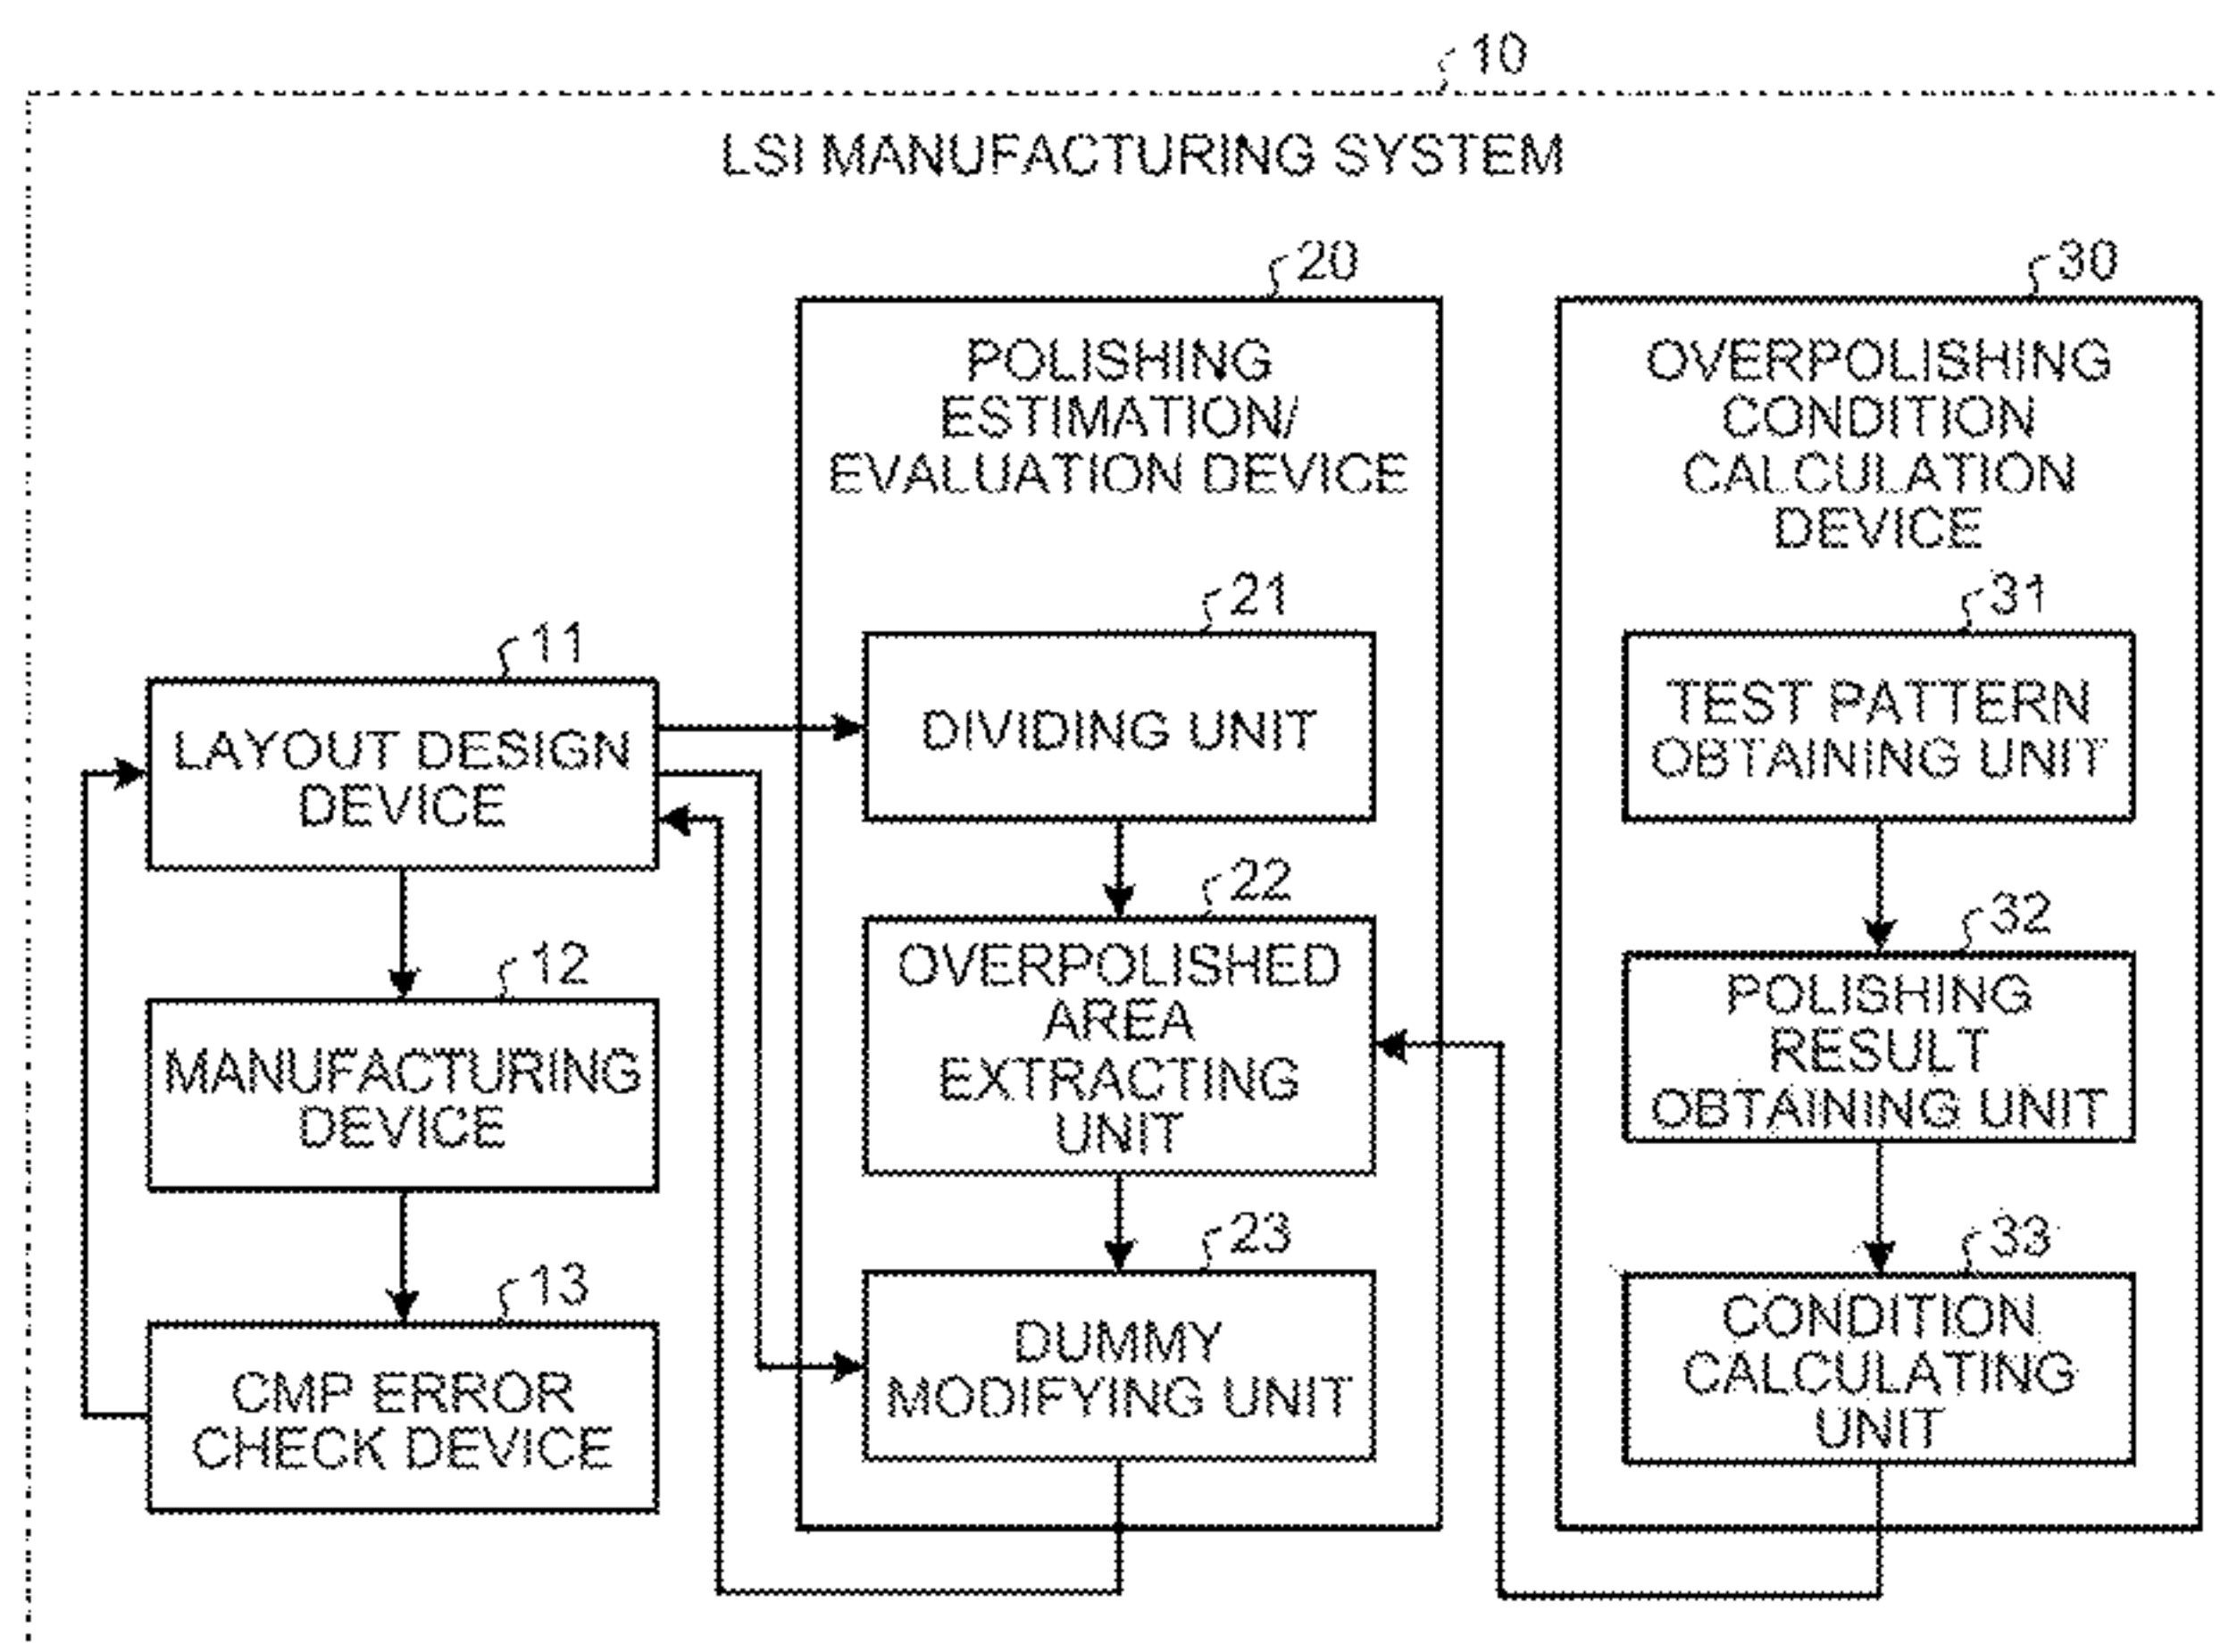 10
LSI MANUFACTURING SYSTEM
20
POLISHING
ESTIMATION/
EVALUATION DEVICE
30
OVERPOLISHING
CONDITION
CALCULATION
DEVICE
11
LAYOUT DESIGN
DEVICE
12
MANUFACTURING
DEVICE
13
CMP ERROR
CHECK DEVICE
21
DIVIDING UNIT
22
OVERPOLISHED
AREA
EXTRACTING
UNIT
23
DUMMY
MODIFYING UNIT
31
TEST PATTERN
OBTAINING UNIT
32
POLISHING
RESULT
OBTAINING UNIT
33
CONDITION
CALCULATING
UNIT